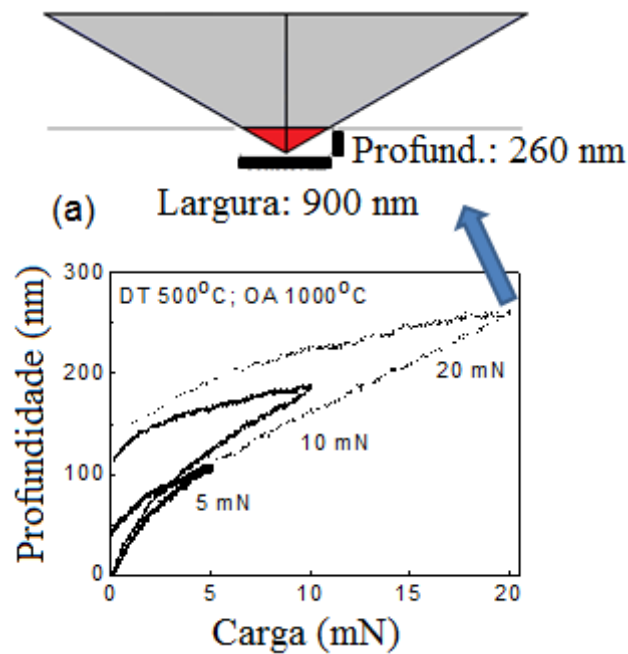 Profund.: 260 nm
(a) Largura: 900 nm
Profundidade (nm)
300
200
100
0
DT 500°C; OA 1000°C
20 mN
10 mN
5 mN
0 5 10 15 20
Carga (mN)